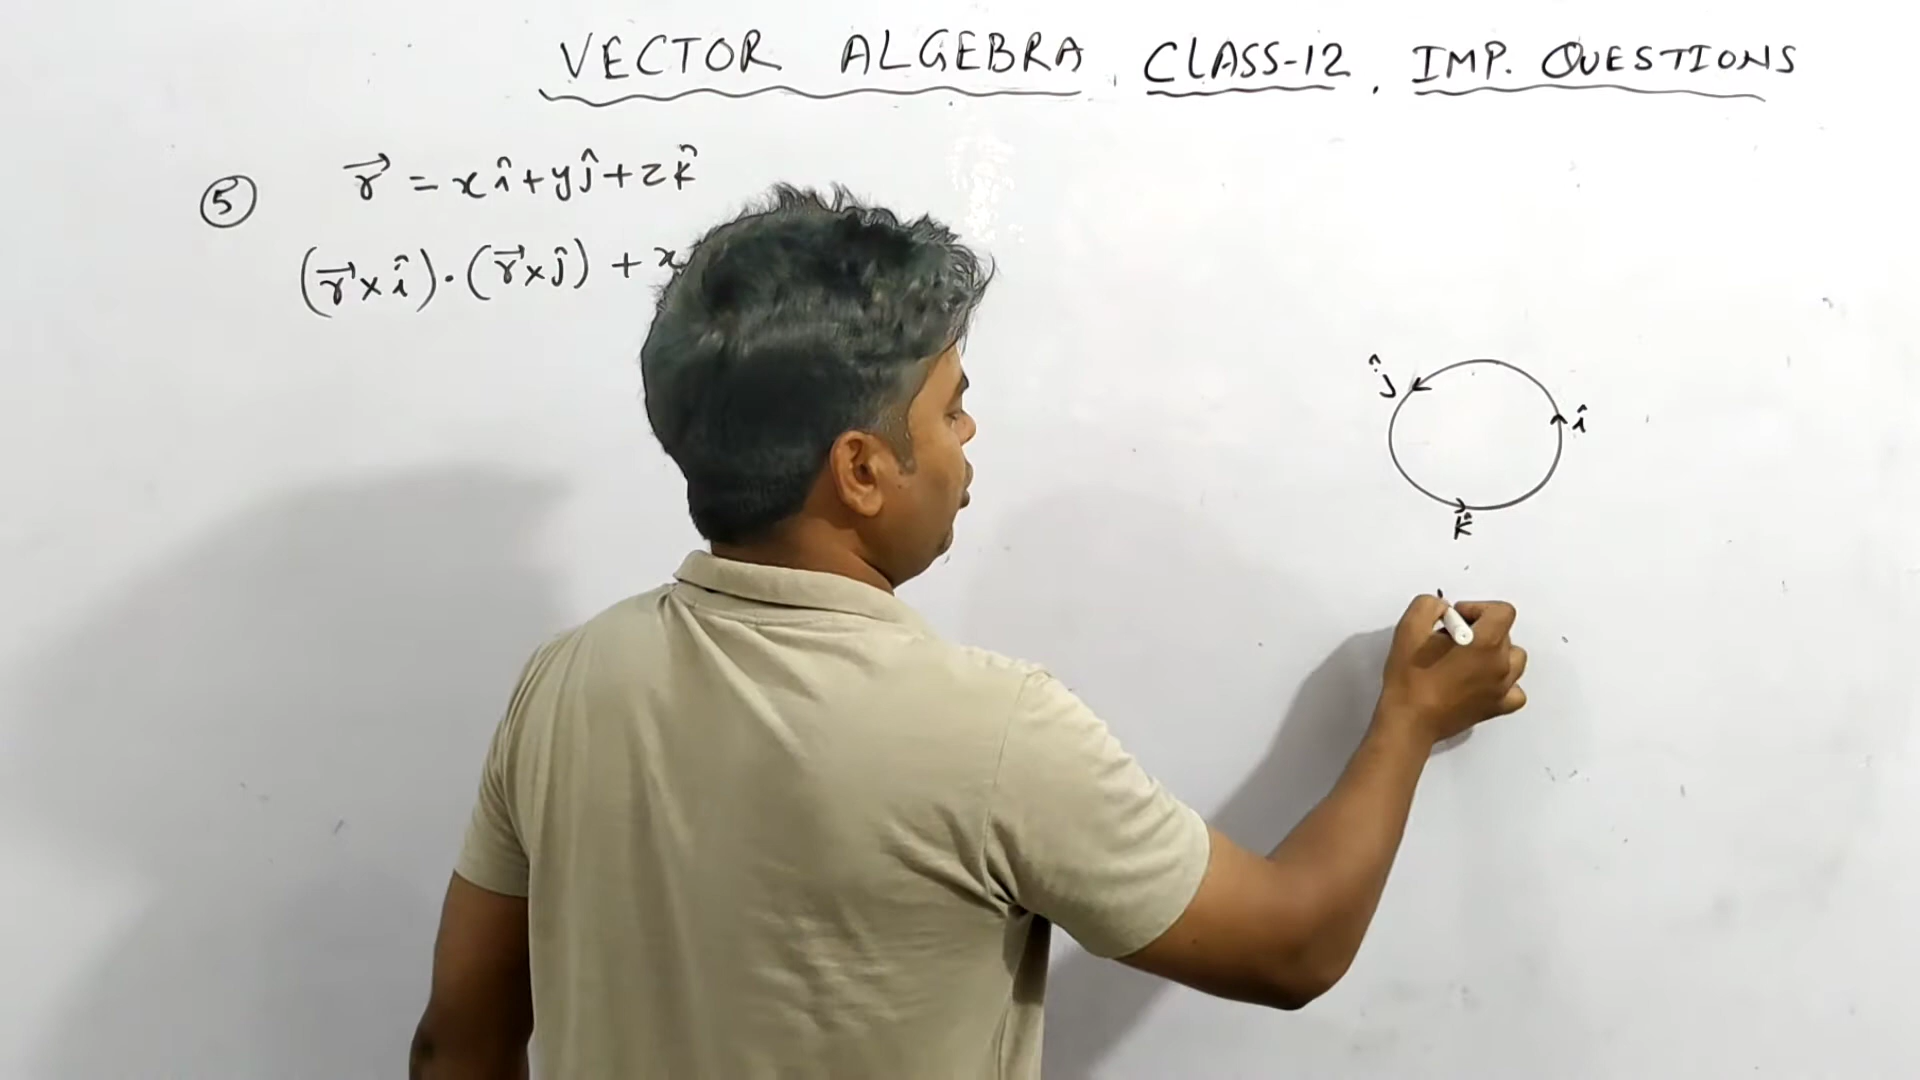 VECTOR ALGEBRA, CLASS-12, IMP. QUESTIONS
⑤ r⃗ = xî+yĵ+zk̂
(r⃗×î)·(r⃗×ĵ) + x
ĵ
î
k̂